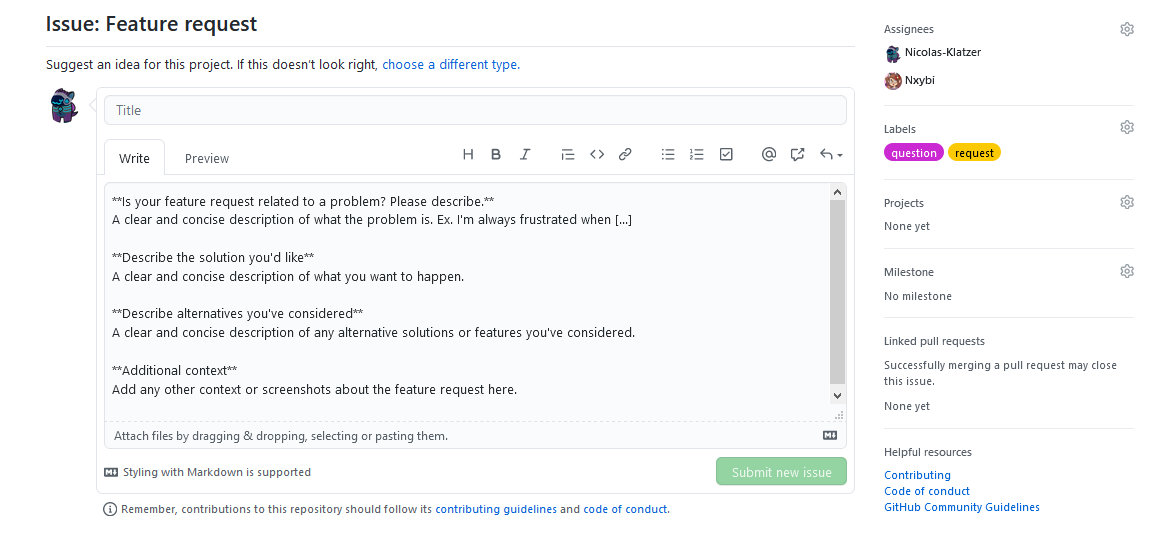 Issue: Feature request
Suggest an idea for this project. If this doesn't look right, choose a different type.
Title
Write
Preview
**Is your feature request related to a problem? Please describe.**
A clear and concise description of what the problem is. Ex. I'm always frustrated when [...]
**Describe the solution you'd like**
A clear and concise description of what you want to happen.
**Describe alternatives you've considered**
A clear and concise description of any alternative solutions or features you've considered.
**Additional context**
Add any other context or screenshots about the feature request here.
Attach files by dragging & dropping, selecting or pasting them.
Styling with Markdown is supported
Submit new issue
Remember, contributions to this repository should follow its contributing guidelines and code of conduct.
Assignees
Nicolas-Klatzer
Nxybi
Labels
question request
Projects
None yet
Milestone
No milestone
Linked pull requests
Successfully merging a pull request may close
this issue.
None yet
Helpful resources
Contributing
Code of conduct
GitHub Community Guidelines